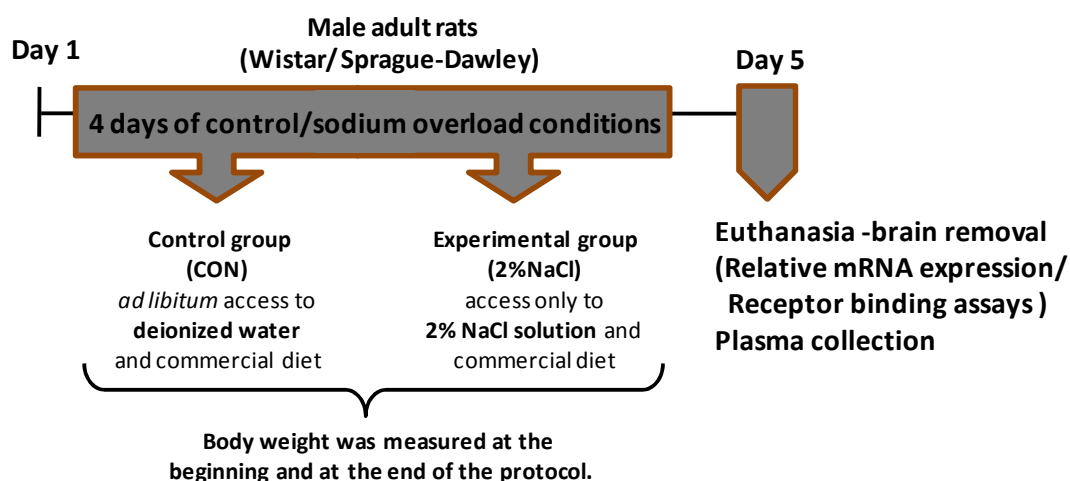 Male adult rats
(Wistar/ Sprague-Dawley)
Day 1
Day 5
4 days of control/sodium overload conditions
Control group
(CON)
ad libitum access to
deionized water
and commercial diet
Experimental group
(2%NaCl)
access only to
2% NaCl solution and
commercial diet
Euthanasia -brain removal
(Relative mRNA expression/
Receptor binding assays )
Plasma collection
Body weight was measured at the
beginning and at the end of the protocol.